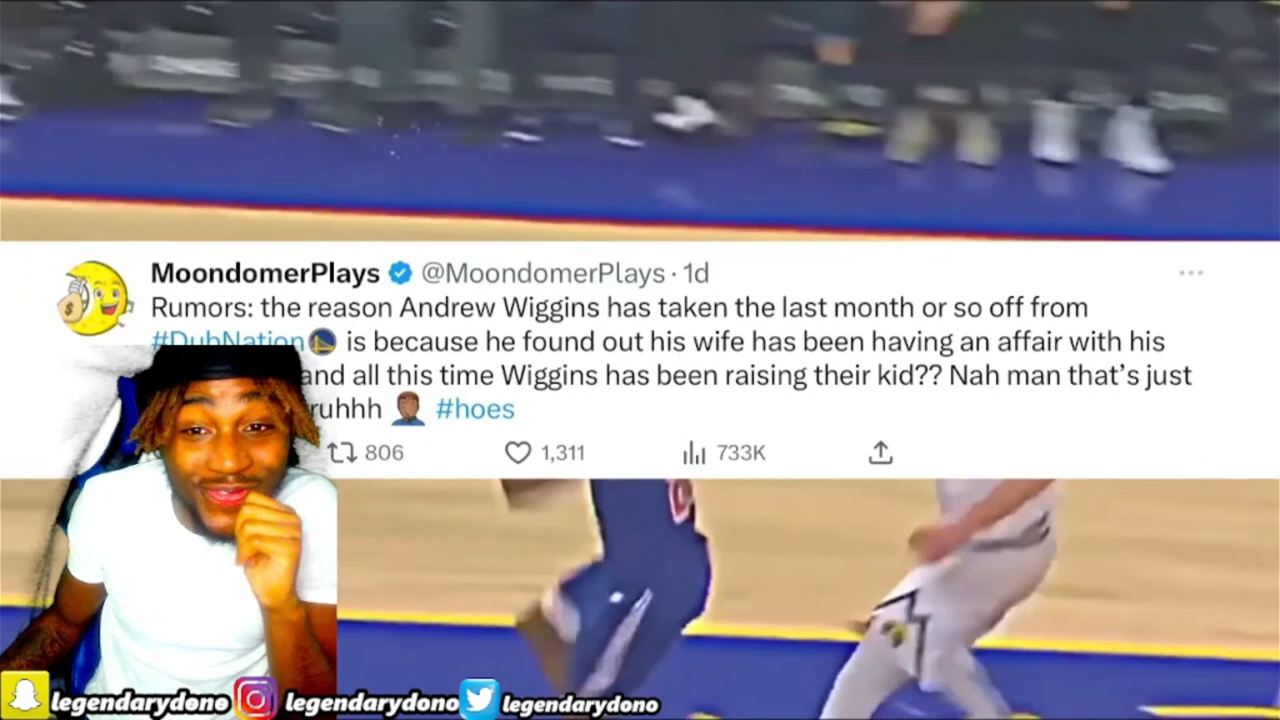 MoondomerPlays @MoondomerPlays · 1d
Rumors: the reason Andrew Wiggins has taken the last month or so off from
#DubNation is because he found out his wife has been having an affair with his
and all this time Wiggins has been raising their kid?? Nah man that's just
ruhhh #hoes
806 1,311 733K
legendarydono legendarydono legendarydono